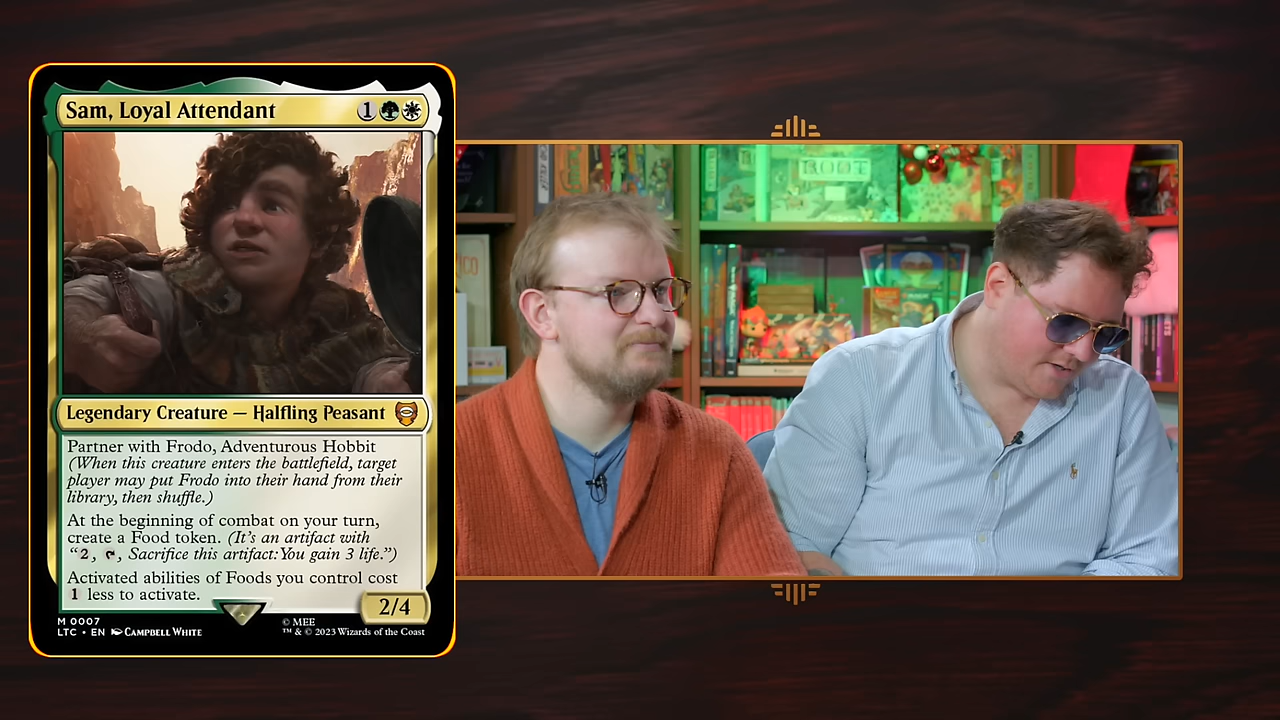 Sam, Loyal Attendant 1
Legendary Creature — Halfling Peasant
Partner with Frodo, Adventurous Hobbit
(When this creature enters the battlefield, target
player may put Frodo into their hand from their
library, then shuffle.)
At the beginning of combat on your turn,
create a Food token. (It's an artifact with
"2, , Sacrifice this artifact: You gain 3 life.")
Activated abilities of Foods you control cost
1 less to activate.
2/4
M 0007
LTC • EN CAMPBELL WHITE
© MEE
™ & © 2023 Wizards of the Coast
ROOT